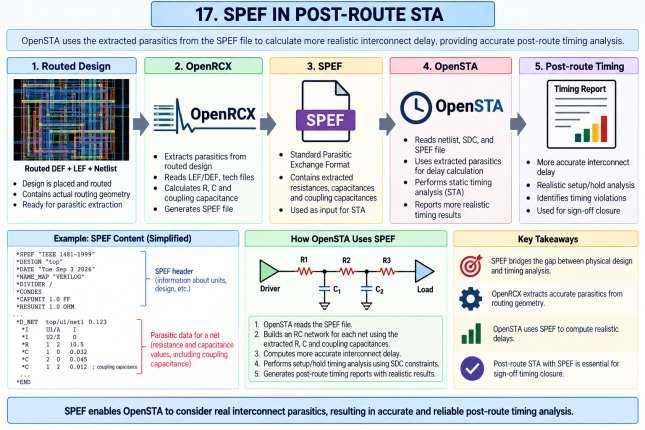 17. SPEF IN POST-ROUTE STA
OpenSTA uses the extracted parasitics from the SPEF file to calculate more realistic interconnect delay, providing accurate post-route timing analysis.
1. Routed Design
Routed DEF + LEF + Netlist
• Design is placed and routed
• Contains actual routing geometry
• Ready for parasitic extraction
2. OpenRCX
OpenRCX
• Extracts parasitics from
routed design
• Reads LEF/DEF, tech files
• Calculates R, C and
coupling capacitances
• Generates SPEF file
3. SPEF
SPEF
• Standard Parasitic
Exchange Format
• Contains extracted
resistances, capacitances
and coupling capacitances
• Used as input for STA
4. OpenSTA
OpenSTA
• Reads netlist, SDC, and
SPEF file
• Uses extracted parasitics
for delay calculation
• Performs static timing
analysis (STA)
• Reports more realistic
timing results
5. Post-route Timing
Timing Report
• More accurate interconnect
delay
• Realistic setup/hold analysis
• Identifies timing violations
• Used for sign-off closure
Example: SPEF Content (Simplified)
*SPEF "IEEE 1481-1999"
*DESIGN "top"
*DATE "Tue Sep 3 2026"
*NAME_MAP "VERILOG"
*DIVIDER /
*CONDES
*CAPUNIT 1.0 FF
*RESUNIT 1.0 OHM
...
*D_NET top/u1/net1 0.123
*I U1/A I
*I U2/Z O
*R 1 2 10.5
*C 1 0 0.032
*C 2 0 0.045
*C 1 2 0.012 ; coupling capacitance
...
*END
SPEF header
(information about units,
design, etc.)
Parasitic data for a net
(resistance and capacitance
values, including coupling
capacitance)
How OpenSTA Uses SPEF
R1 R2 R3
Driver C1 C2 Load
1. OpenSTA reads the SPEF file.
2. Builds an RC network for each net using the
extracted R, C and coupling capacitances.
3. Computes more accurate interconnect delay.
4. Performs setup/hold timing analysis using SDC constraints.
5. Generates post-route timing reports with realistic results.
Key Takeaways
SPEF bridges the gap between physical design
and timing analysis.
OpenRCX extracts accurate parasitics from
routing geometry.
OpenSTA uses SPEF to compute realistic
delays.
Post-route STA with SPEF is essential for
sign-off timing closure.
SPEF enables OpenSTA to consider real interconnect parasitics, resulting in accurate and reliable post-route timing analysis.